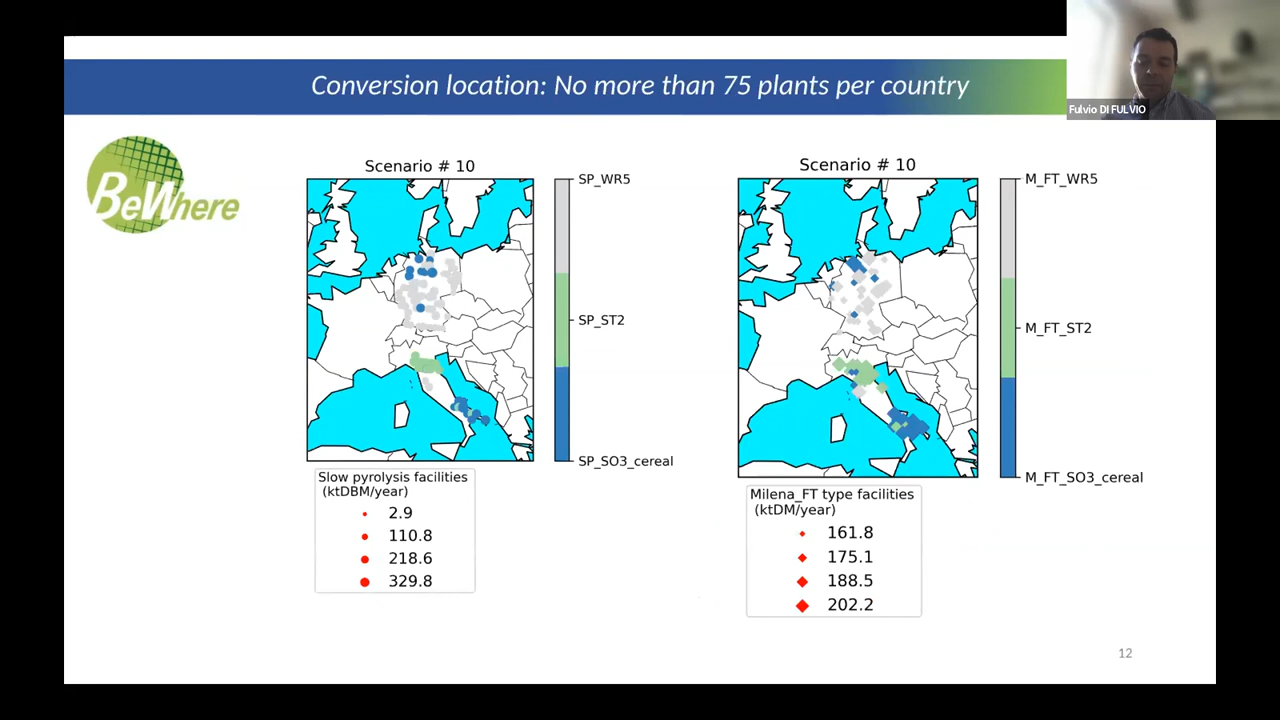 Conversion location: No more than 75 plants per country
Fulvio DI FULVIO
BeWhere
Scenario # 10
SP_WR5
SP_ST2
SP_SO3_cereal
Slow pyrolysis facilities
(ktDBM/year)
2.9
110.8
218.6
329.8
Scenario # 10
M_FT_WR5
M_FT_ST2
M_FT_SO3_cereal
Milena_FT type facilities
(ktDM/year)
161.8
175.1
188.5
202.2
12